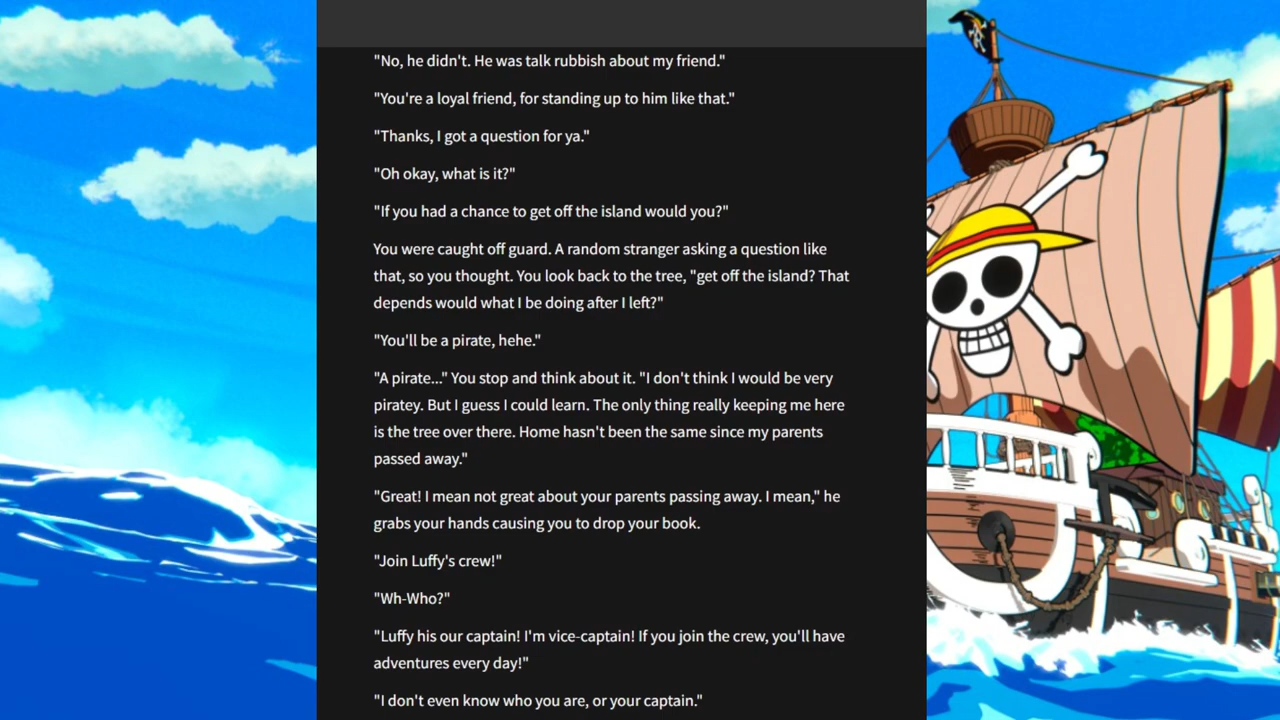 "No, he didn't. He was talk rubbish about my friend."
"You're a loyal friend, for standing up to him like that."
"Thanks, I got a question for ya."
"Oh okay, what is it?"
"If you had a chance to get off the island would you?"
You were caught off guard. A random stranger asking a question like
that, so you thought. You look back to the tree, "get off the island? That
depends would what I be doing after I left?"
"You'll be a pirate, hehe."
"A pirate..." You stop and think about it. "I don't think I would be very
piratey. But I guess I could learn. The only thing really keeping me here
is the tree over there. Home hasn't been the same since my parents
passed away."
"Great! I mean not great about your parents passing away. I mean," he
grabs your hands causing you to drop your book.
"Join Luffy's crew!"
"Wh-Who?"
"Luffy his our captain! I'm vice-captain! If you join the crew, you'll have
adventures every day!"
"I don't even know who you are, or your captain."